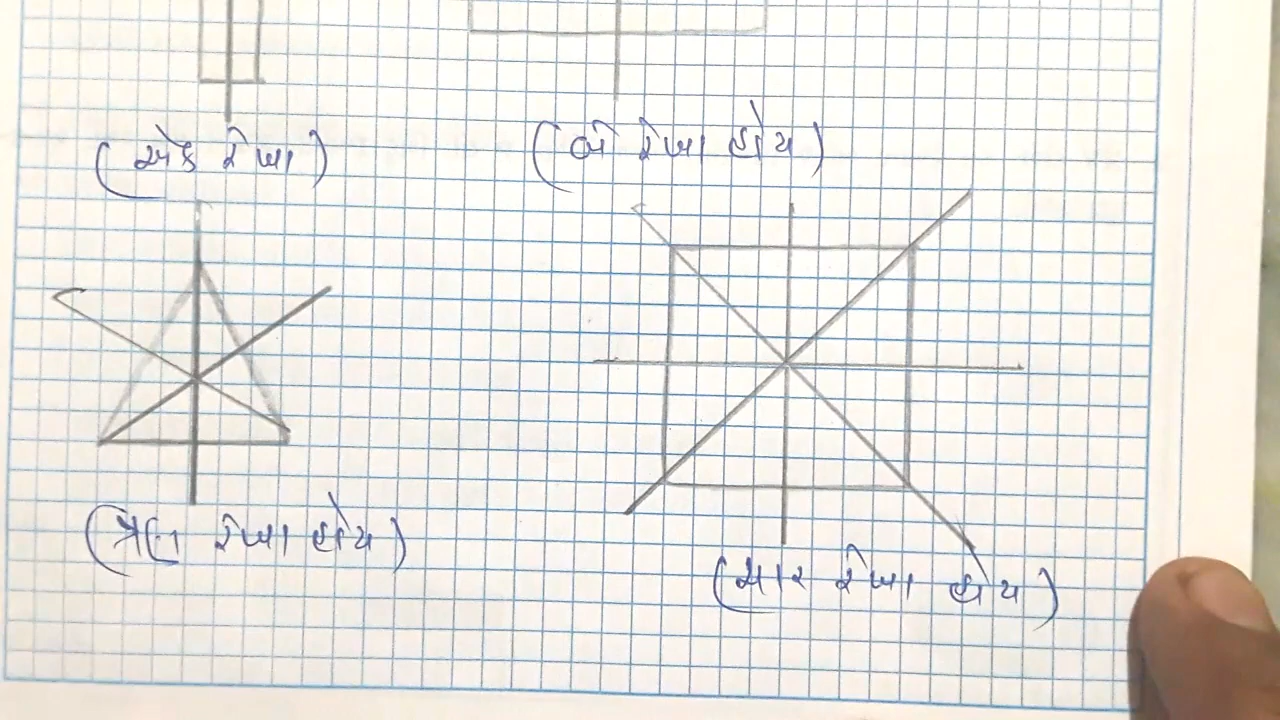 (એક રેખા)
(બે રેખા હોય)
(ત્રણ રેખા હોય)
(ચાર રેખા હોય)